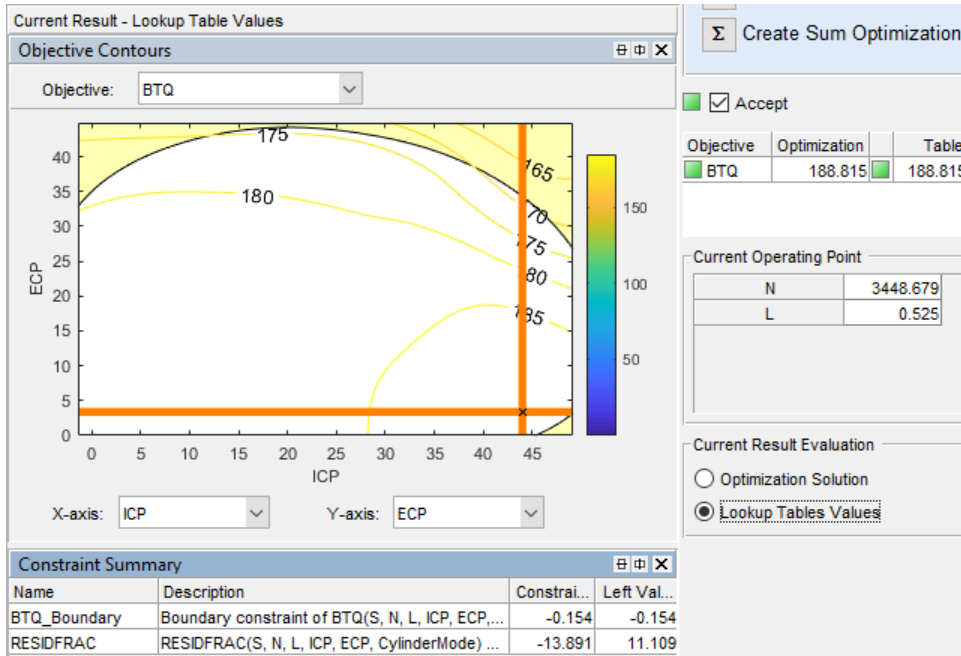 Current Result - Lookup Table Values
Objective Contours
Objective: BTQ
175
165
180
70
175
180
185
40
35
30
25
20
15
10
5
0
ECP
0 5 10 15 20 25 30 35 40 45
ICP
150
100
50
X-axis: ICP Y-axis: ECP
Constraint Summary
Name Description Constrai... Left Val...
BTQ_Boundary Boundary constraint of BTQ(S, N, L, ICP, ECP,... -0.154 -0.154
RESIDFRAC RESIDFRAC(S, N, L, ICP, ECP, CylinderMode) ... -13.891 11.109
Σ Create Sum Optimization
Accept
Objective Optimization Table
BTQ 188.815 188.815
Current Operating Point
N 3448.679
L 0.525
Current Result Evaluation
Optimization Solution
Lookup Tables Values